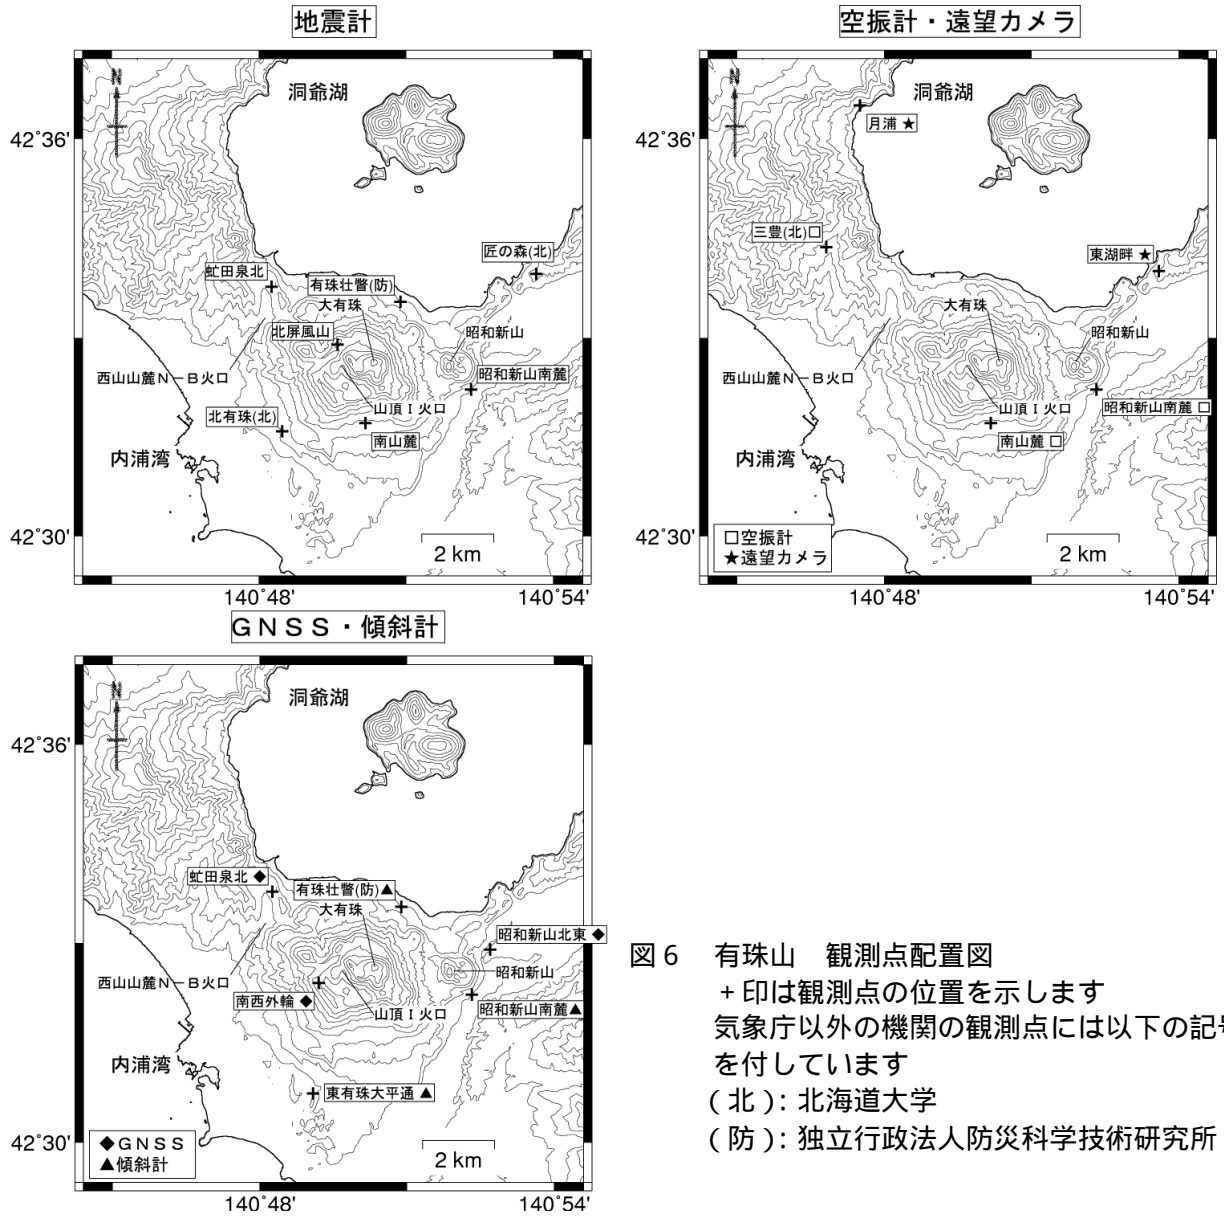 地震計
N
洞爺湖
42°36'
匠の森(北)
虻田泉北
有珠壮瞥(防)
大有珠
北屏風山
昭和新山
西山山麓N－B火口
昭和新山南麓
北有珠(北)
山頂Ⅰ火口
南山麓
内浦湾
42°30'
2 km
140°48'
140°54'
空振計・遠望カメラ
N
洞爺湖
月浦 ★
42°36'
三豊(北)□
東湖畔 ★
大有珠
昭和新山
西山山麓N－B火口
山頂Ⅰ火口
昭和新山南麓 □
南山麓 □
内浦湾
42°30'
□空振計
★遠望カメラ
2 km
140°48'
140°54'
GNSS・傾斜計
N
洞爺湖
42°36'
虻田泉北 ◆
有珠壮瞥(防)▲
大有珠
昭和新山北東 ◆
昭和新山
西山山麓N－B火口
南西外輪 ◆
山頂Ⅰ火口
昭和新山南麓▲
内浦湾
東有珠大平通 ▲
42°30'
◆GNSS
▲傾斜計
2 km
140°48'
140°54'
図６　有珠山　観測点配置図
+印は観測点の位置を示します
気象庁以外の機関の観測点には以下の記号
を付しています
(北)：北海道大学
(防)：独立行政法人防災科学技術研究所